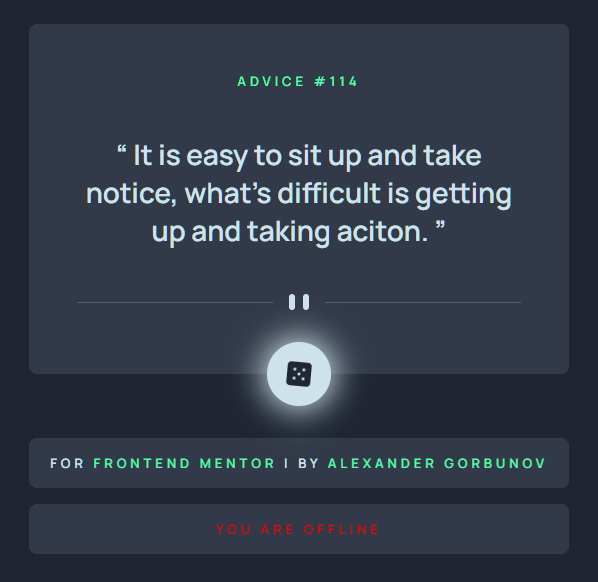 ADVICE #114
“ It is easy to sit up and take
notice, what’s difficult is getting
up and taking aciton. ”
FOR FRONTEND MENTOR | BY ALEXANDER GORBUNOV
YOU ARE OFFLINE